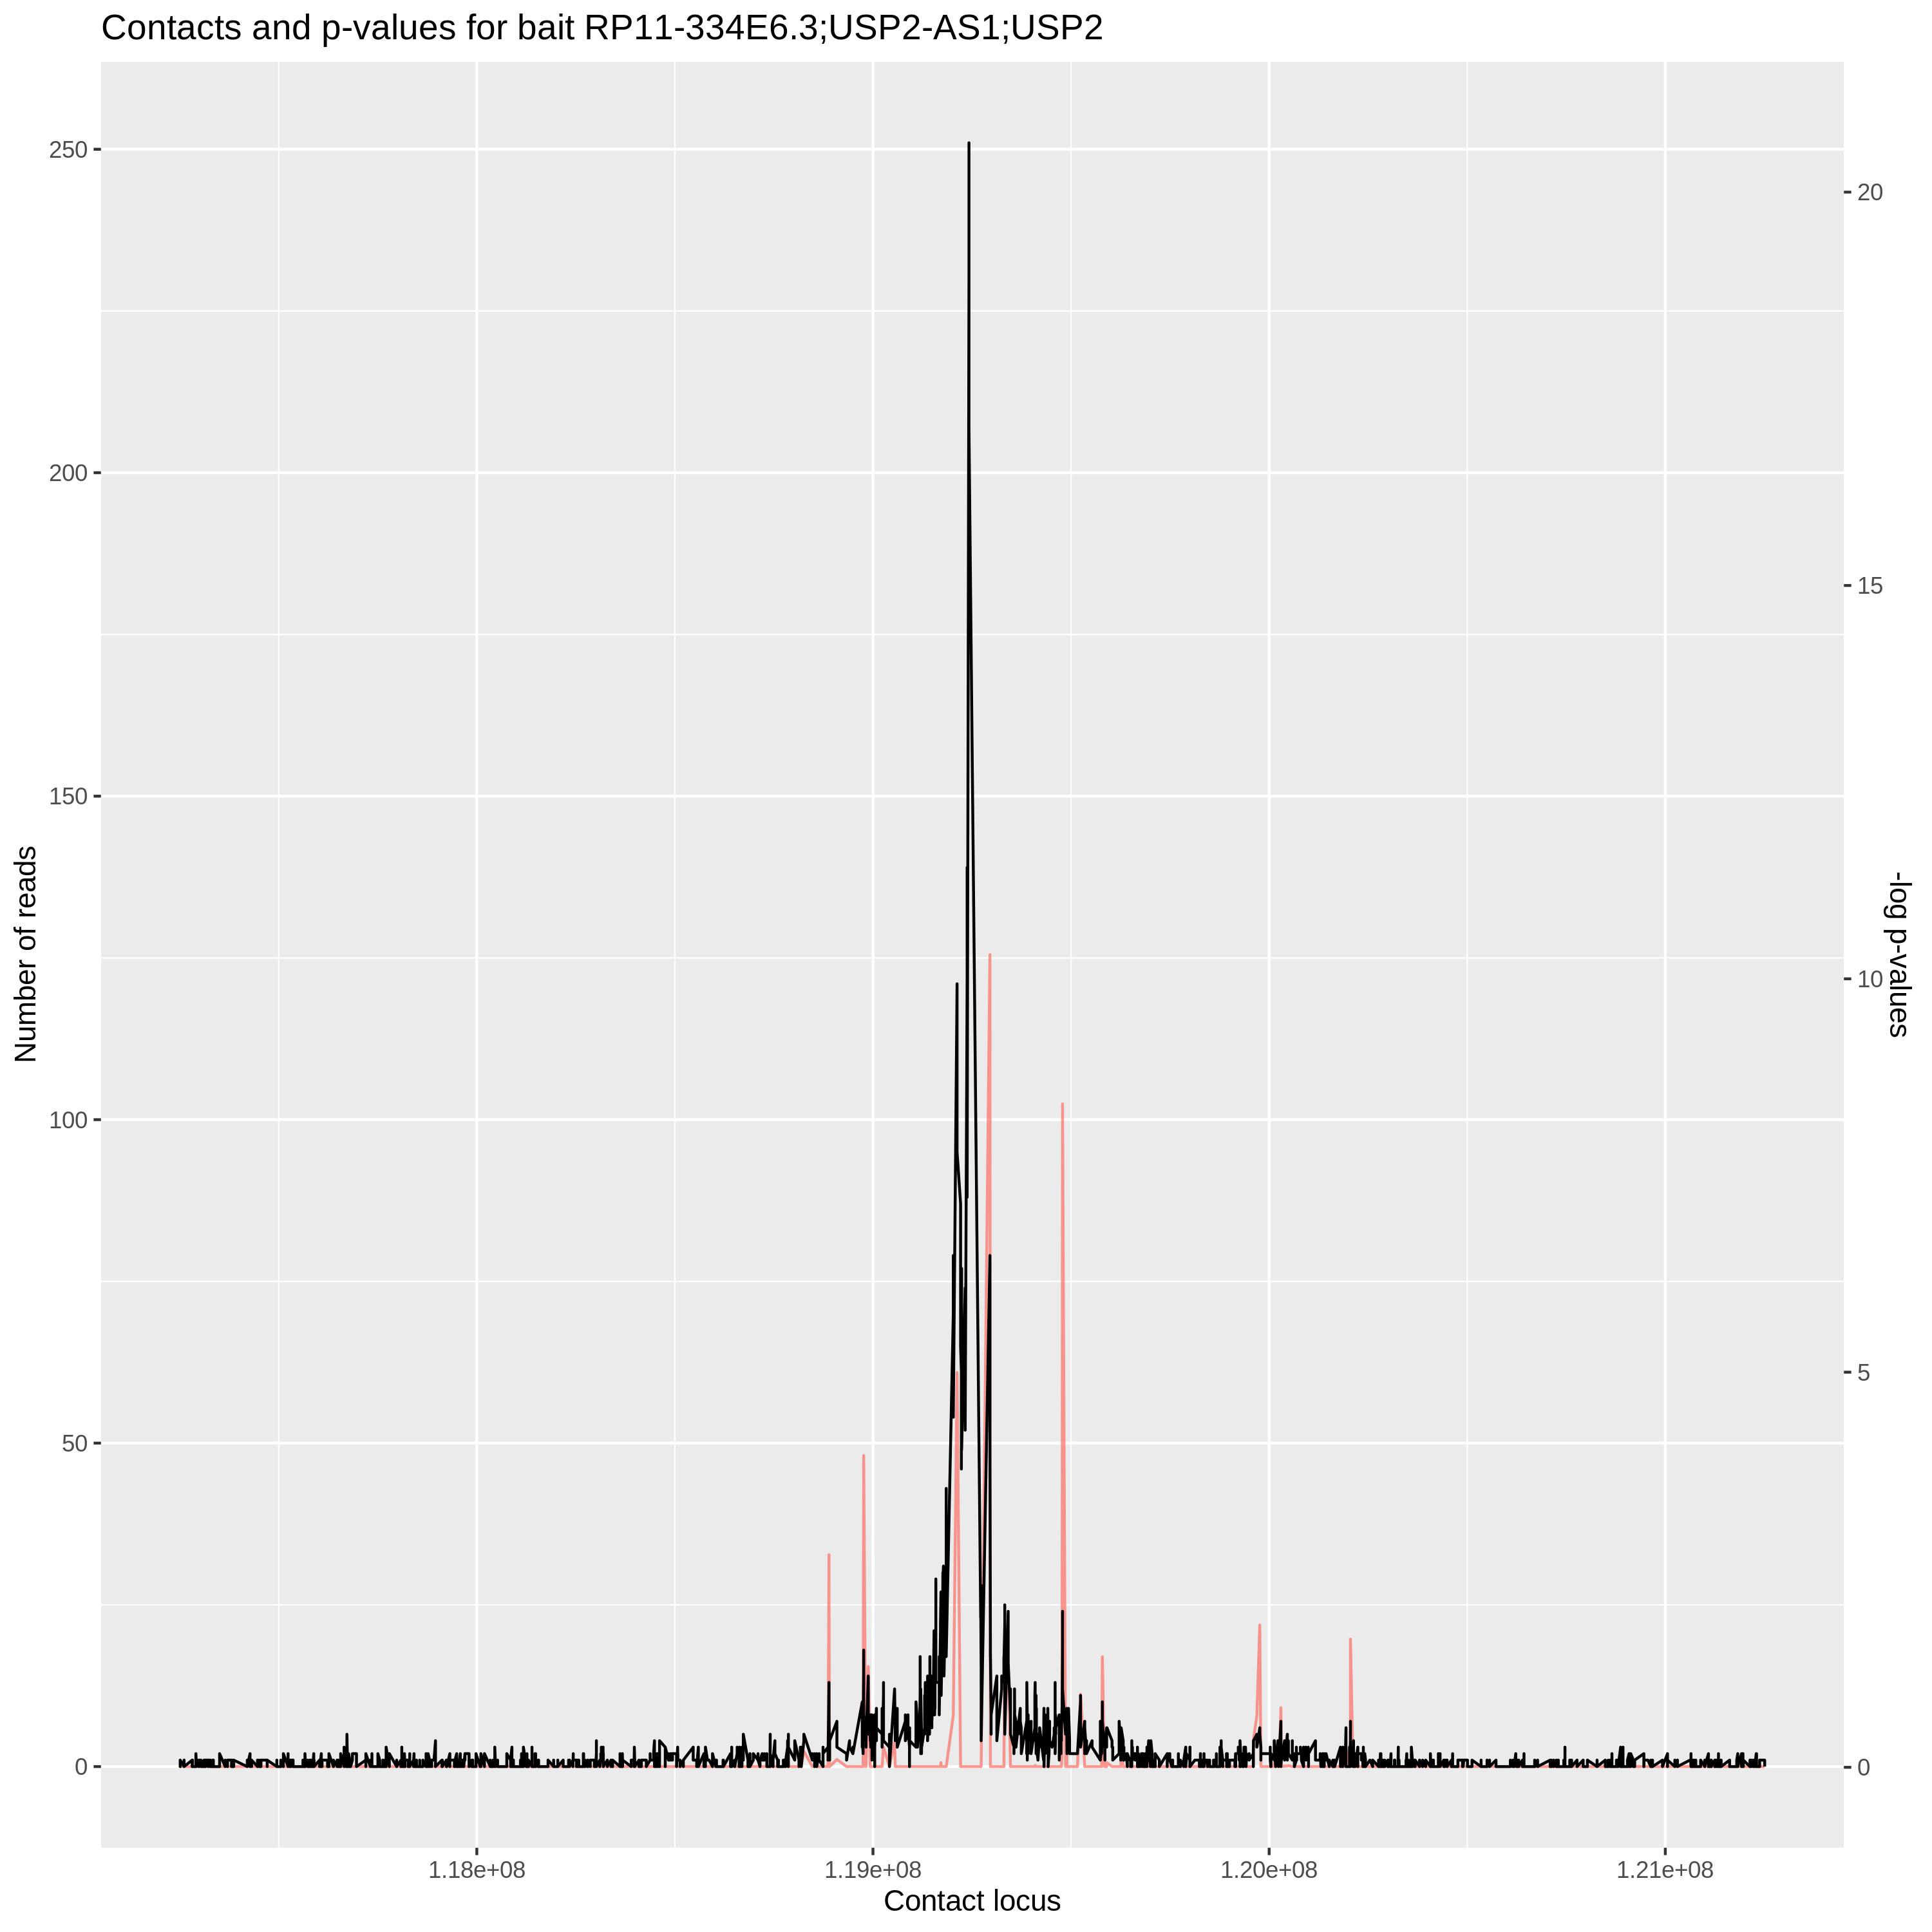 Contacts and p-values for bait RP11-334E6.3;USP2-AS1;USP2
250
200
150
100
50
0
Number of reads
20
15
10
5
0
-log p-values
1.18e+08
1.19e+08
1.20e+08
1.21e+08
Contact locus